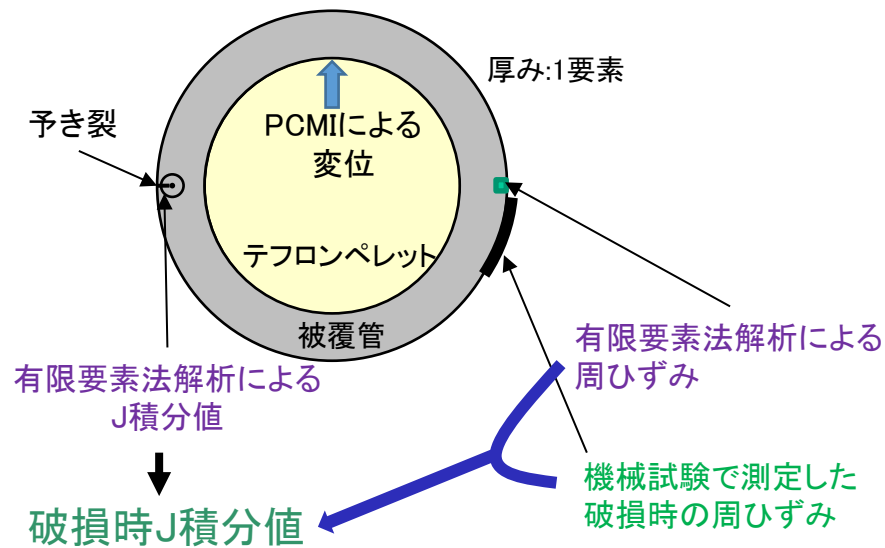 厚み:1要素
予き裂
PCMIによる
変位
テフロンペレット
被覆管
有限要素法解析による
周ひずみ
有限要素法解析による
J積分値
機械試験で測定した
破損時の周ひずみ
破損時J積分値